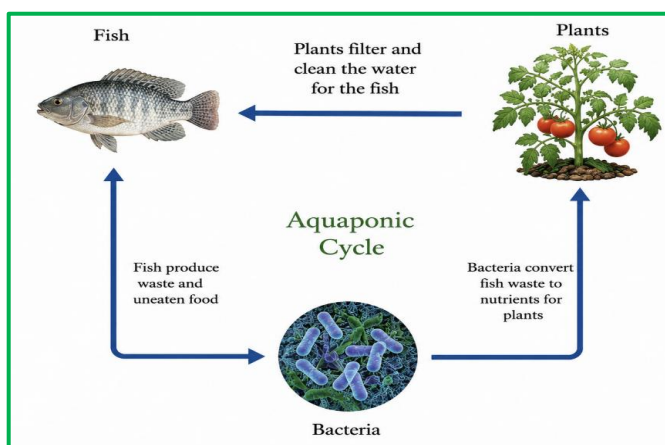 Fish
Plants filter and
clean the water
for the fish
Plants
Aquaponic
Cycle
Fish produce
waste and
uneaten food
Bacteria convert
fish waste to
nutrients for
plants
Bacteria